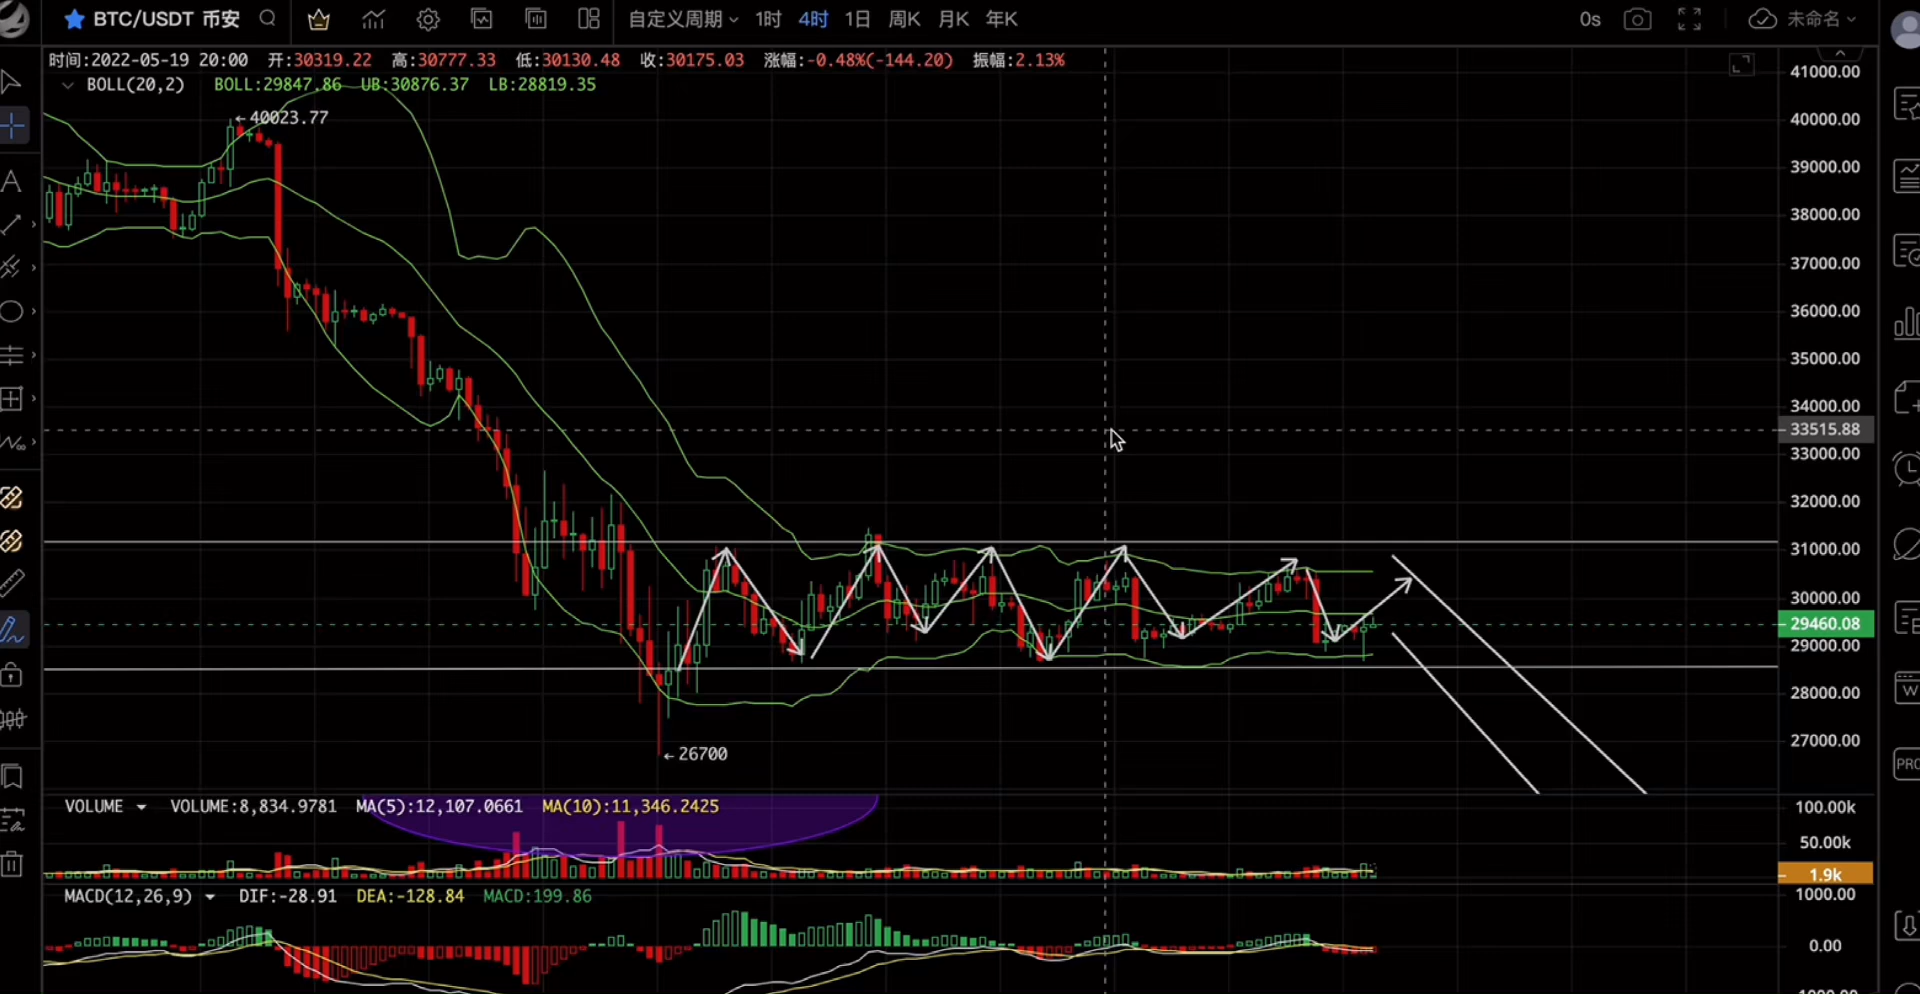 BTC/USDT 币安 自定义周期 1时 4时 1日 周K 月K 年K 0s 未命名
时间:2022-05-19 20:00 开:30319.22 高:30777.33 低:30130.48 收:30175.03 涨幅:-0.48%(-144.20) 振幅:2.13%
BOLL(20,2) BOLL:29847.86 UB:30876.37 LB:28819.35
←40023.77
←26700
41000.00
40000.00
39000.00
38000.00
37000.00
36000.00
35000.00
34000.00
33515.88
33000.00
32000.00
31000.00
30000.00
29460.08
29000.00
28000.00
27000.00
VOLUME VOLUME:8,834.9781 MA(5):12,107.0661 MA(10):11,346.2425
100.00k
50.00k
1.9k
MACD(12,26,9) DIF:-28.91 DEA:-128.84 MACD:199.86
1000.00
0.00
A
W
PRO